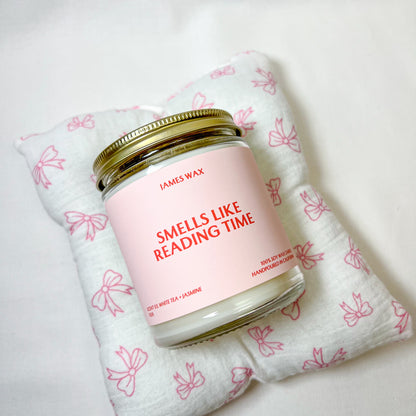 JAMES WAX
SMELLS LIKE
READING TIME
WHITE TEA + JASMINE
100% SOY WAX
HANDPOURED